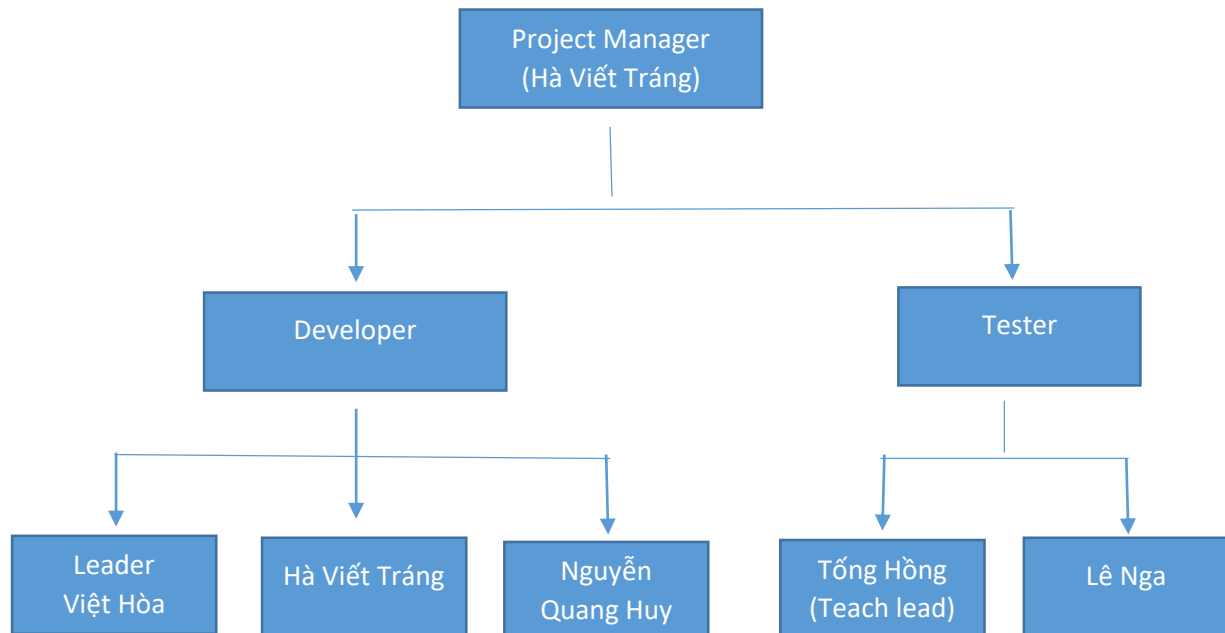 Project Manager
(Hà Viết Tráng)
Developer
Tester
Leader
Việt Hòa
Hà Viết Tráng
Nguyễn
Quang Huy
Tống Hồng
(Teach lead)
Lê Nga